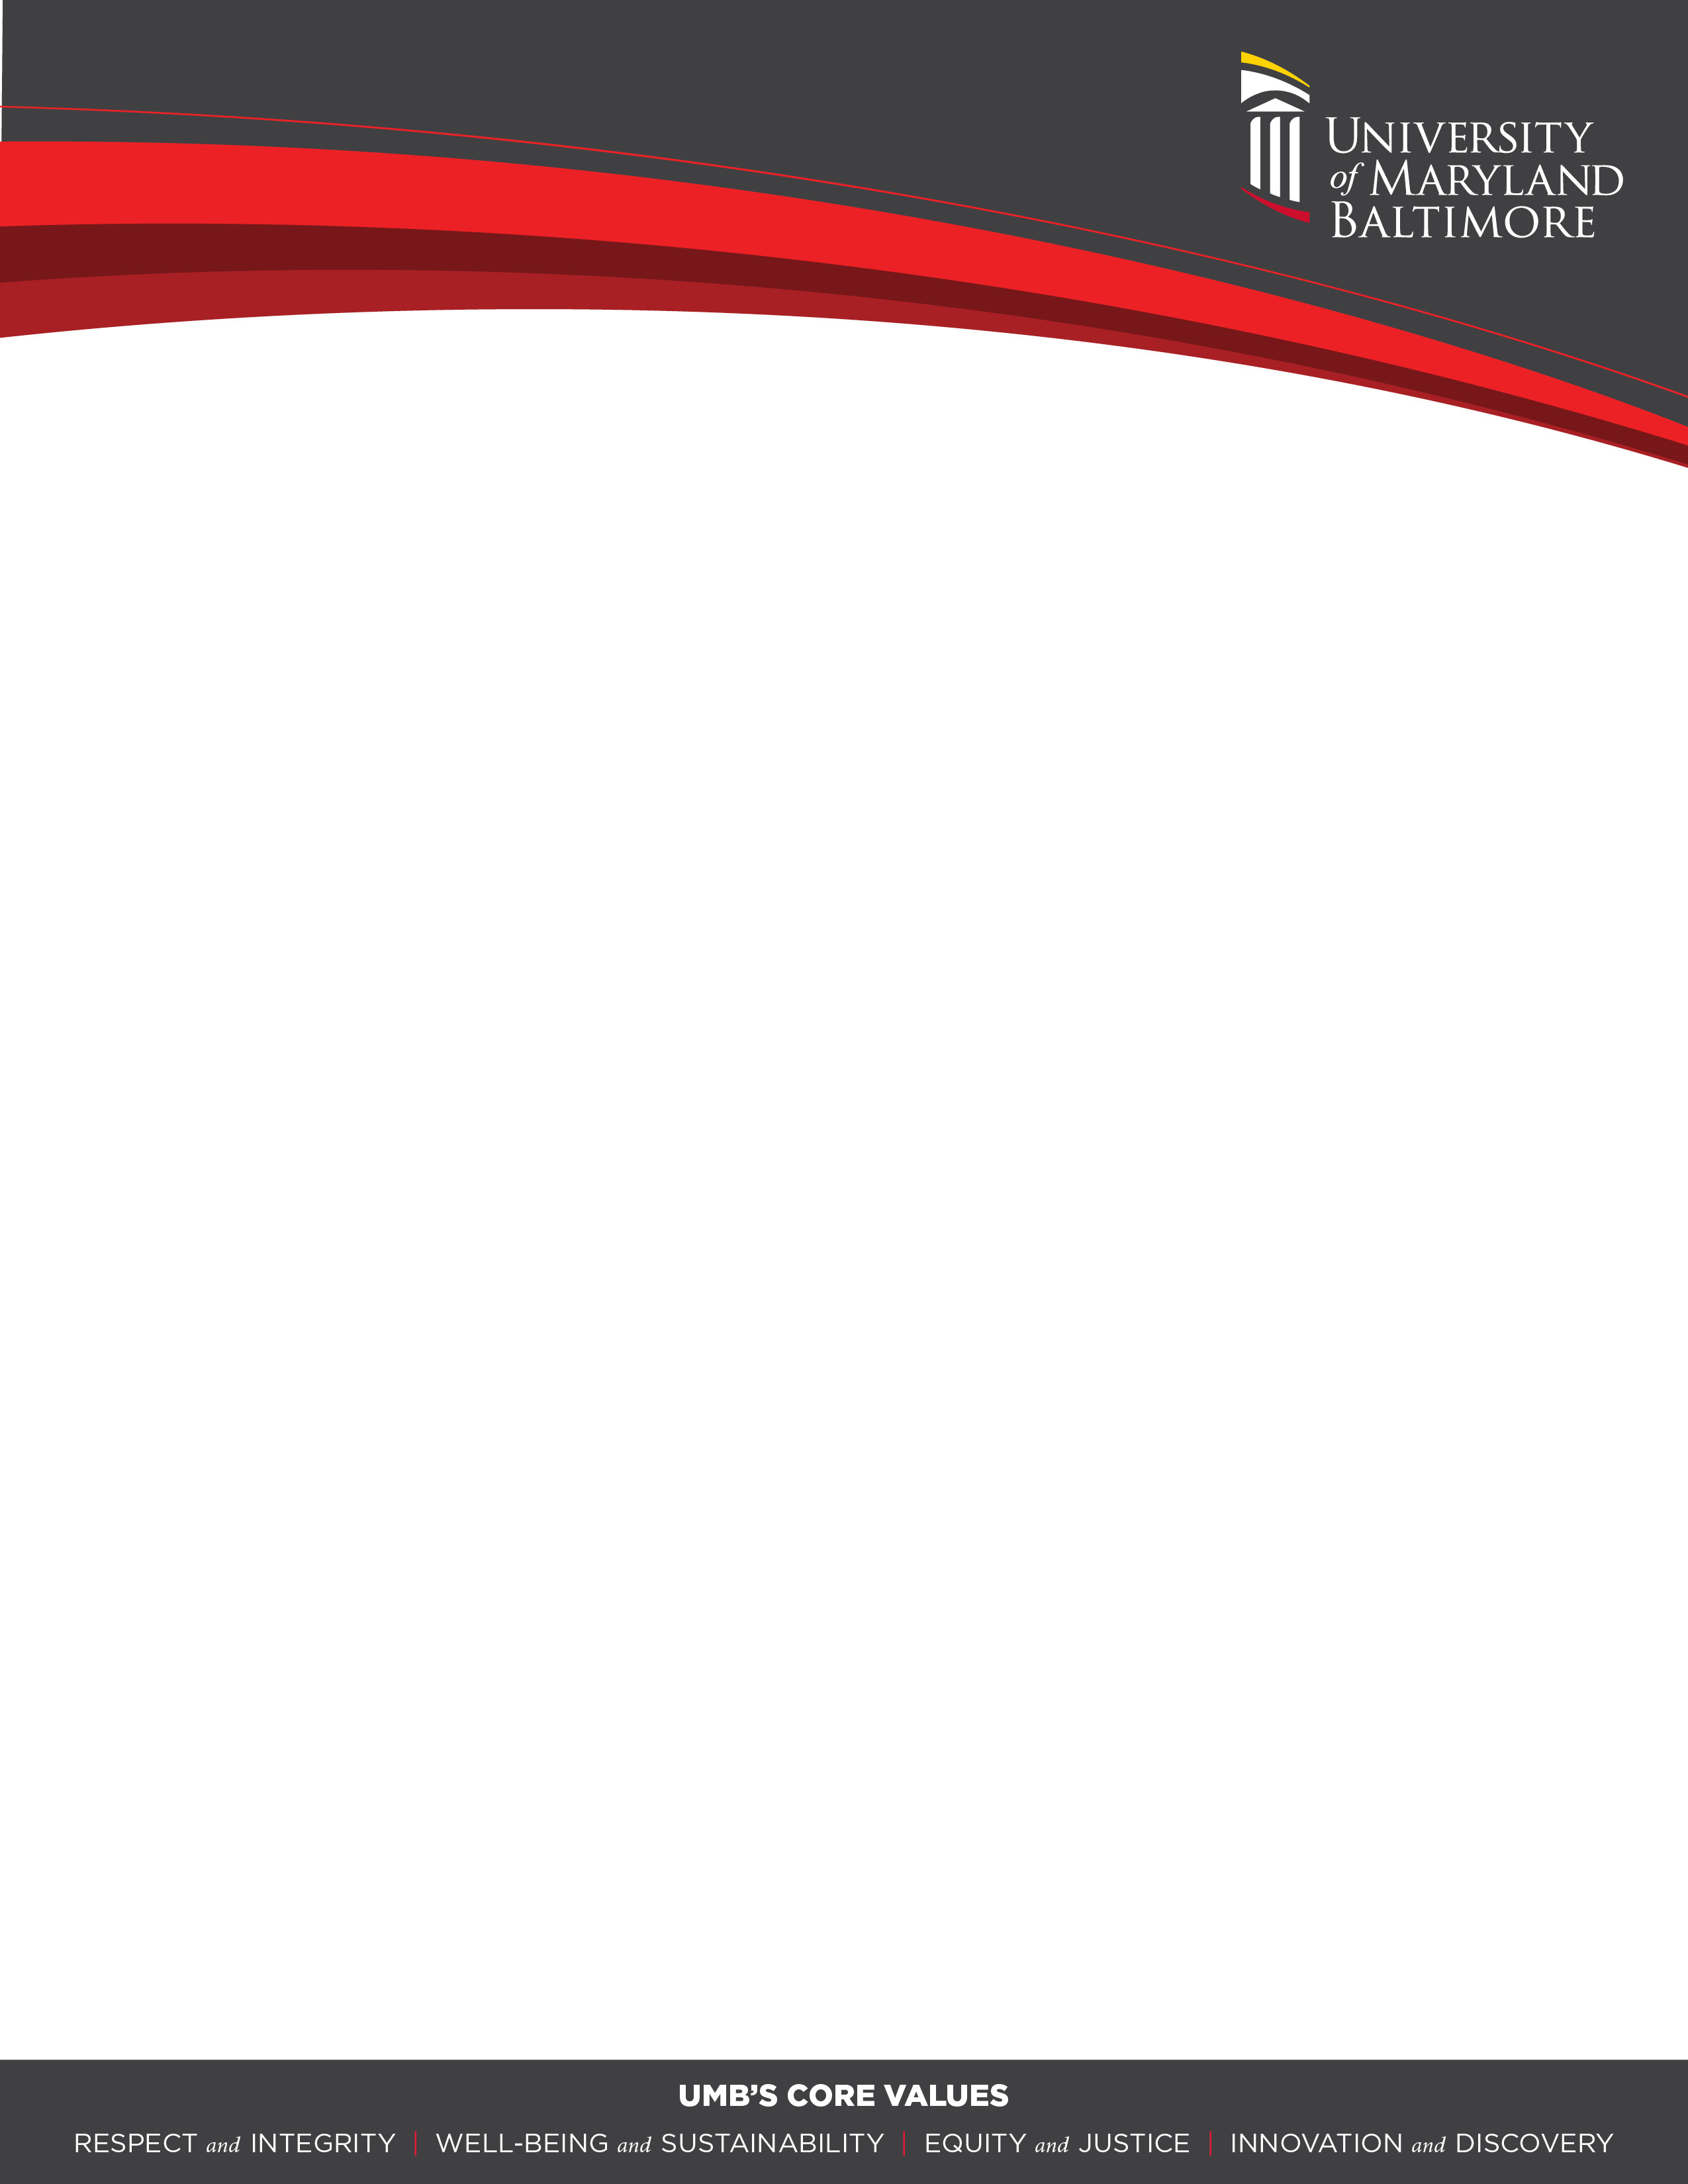 UNIVERSITY
of MARYLAND
BALTIMORE
UMB'S CORE VALUES
RESPECT and INTEGRITY | WELL-BEING and SUSTAINABILITY | EQUITY and JUSTICE | INNOVATION and DISCOVERY